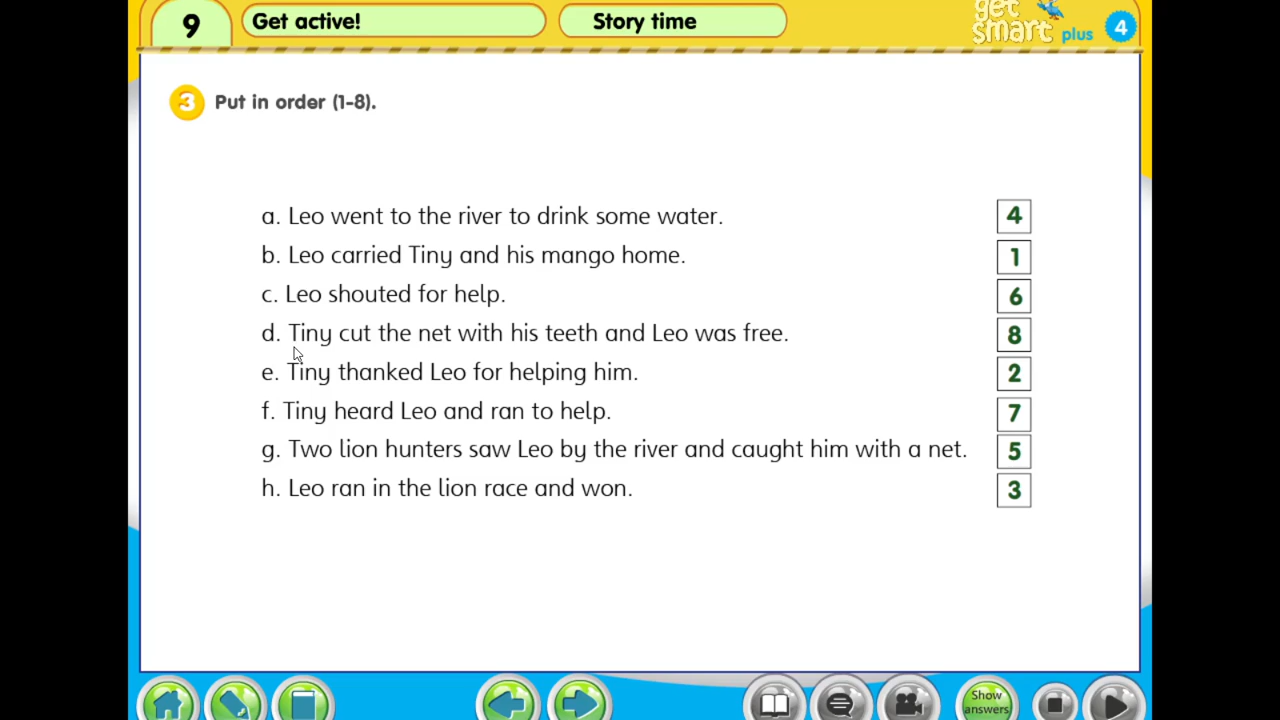 9 Get active! Story time get smart plus 4
3 Put in order (1-8).
a. Leo went to the river to drink some water. 4
b. Leo carried Tiny and his mango home. 1
c. Leo shouted for help. 6
d. Tiny cut the net with his teeth and Leo was free. 8
e. Tiny thanked Leo for helping him. 2
f. Tiny heard Leo and ran to help. 7
g. Two lion hunters saw Leo by the river and caught him with a net. 5
h. Leo ran in the lion race and won. 3
Show answers